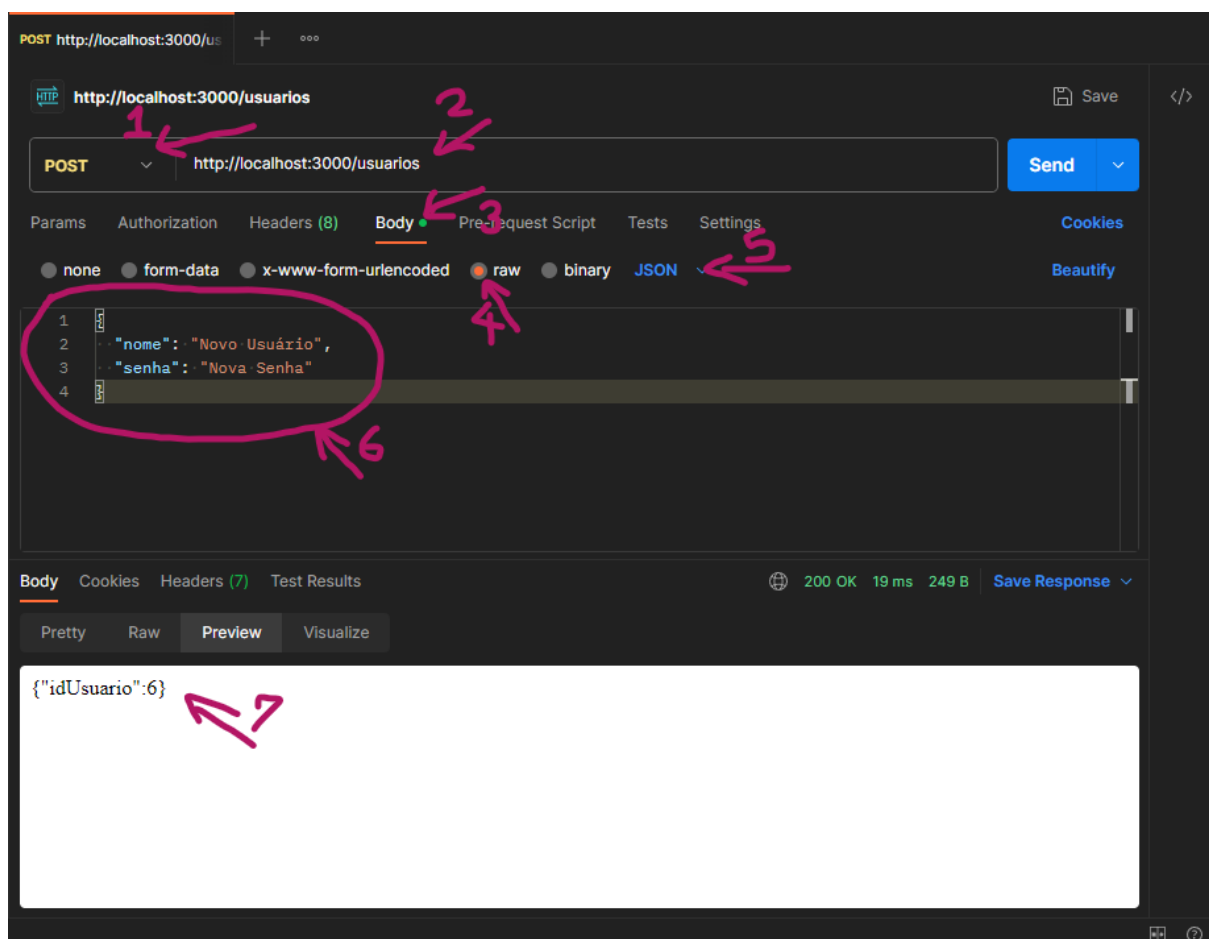 POST http://localhost:3000/us
HTTP http://localhost:3000/usuarios Save </>
1 2
POST http://localhost:3000/usuarios Send
Params Authorization Headers (8) Body Pre-request Script Tests Settings Cookies
3
none form-data x-www-form-urlencoded raw binary JSON Beautify
5
4
1 {
2 "nome": "Novo Usuário",
3 "senha": "Nova Senha"
4 }
6
Body Cookies Headers (7) Test Results 200 OK 19 ms 249 B Save Response
Pretty Raw Preview Visualize
{"idUsuario":6}
7